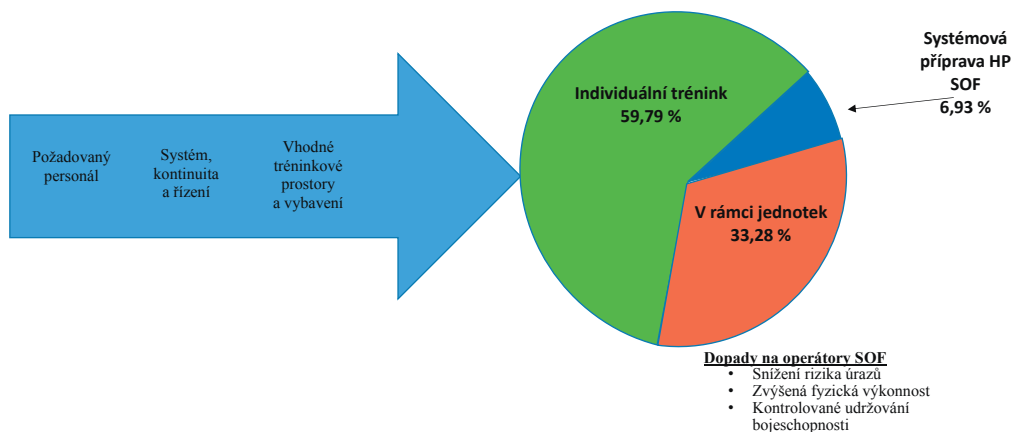 Požadovaný
personál
Systém,
kontinuita
a řízení
Vhodné
tréninkové
prostory
a vybavení
Individuální trénink
59,79 %
Systémová
příprava HP
SOF
6,93 %
V rámci jednotek
33,28 %
Dopady na operátory SOF
• Snížení rizika úrazů
• Zvýšená fyzická výkonnost
• Kontrolované udržování
bojeschopnosti